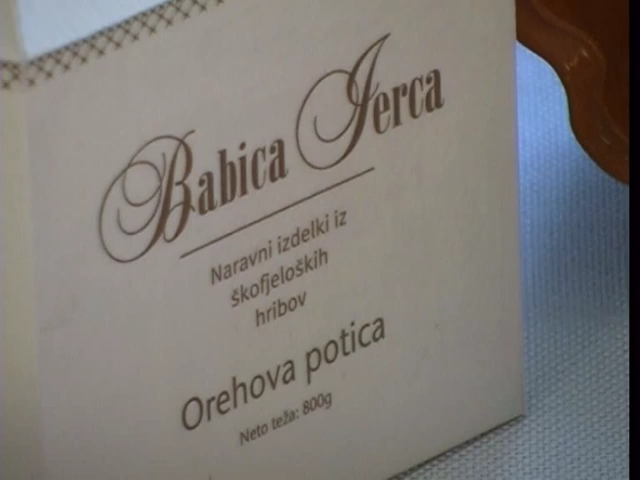 Babica Jerca
Naravni izdelki iz
škofjeloških
hribov
Orehova potica
Neto teža: 800g